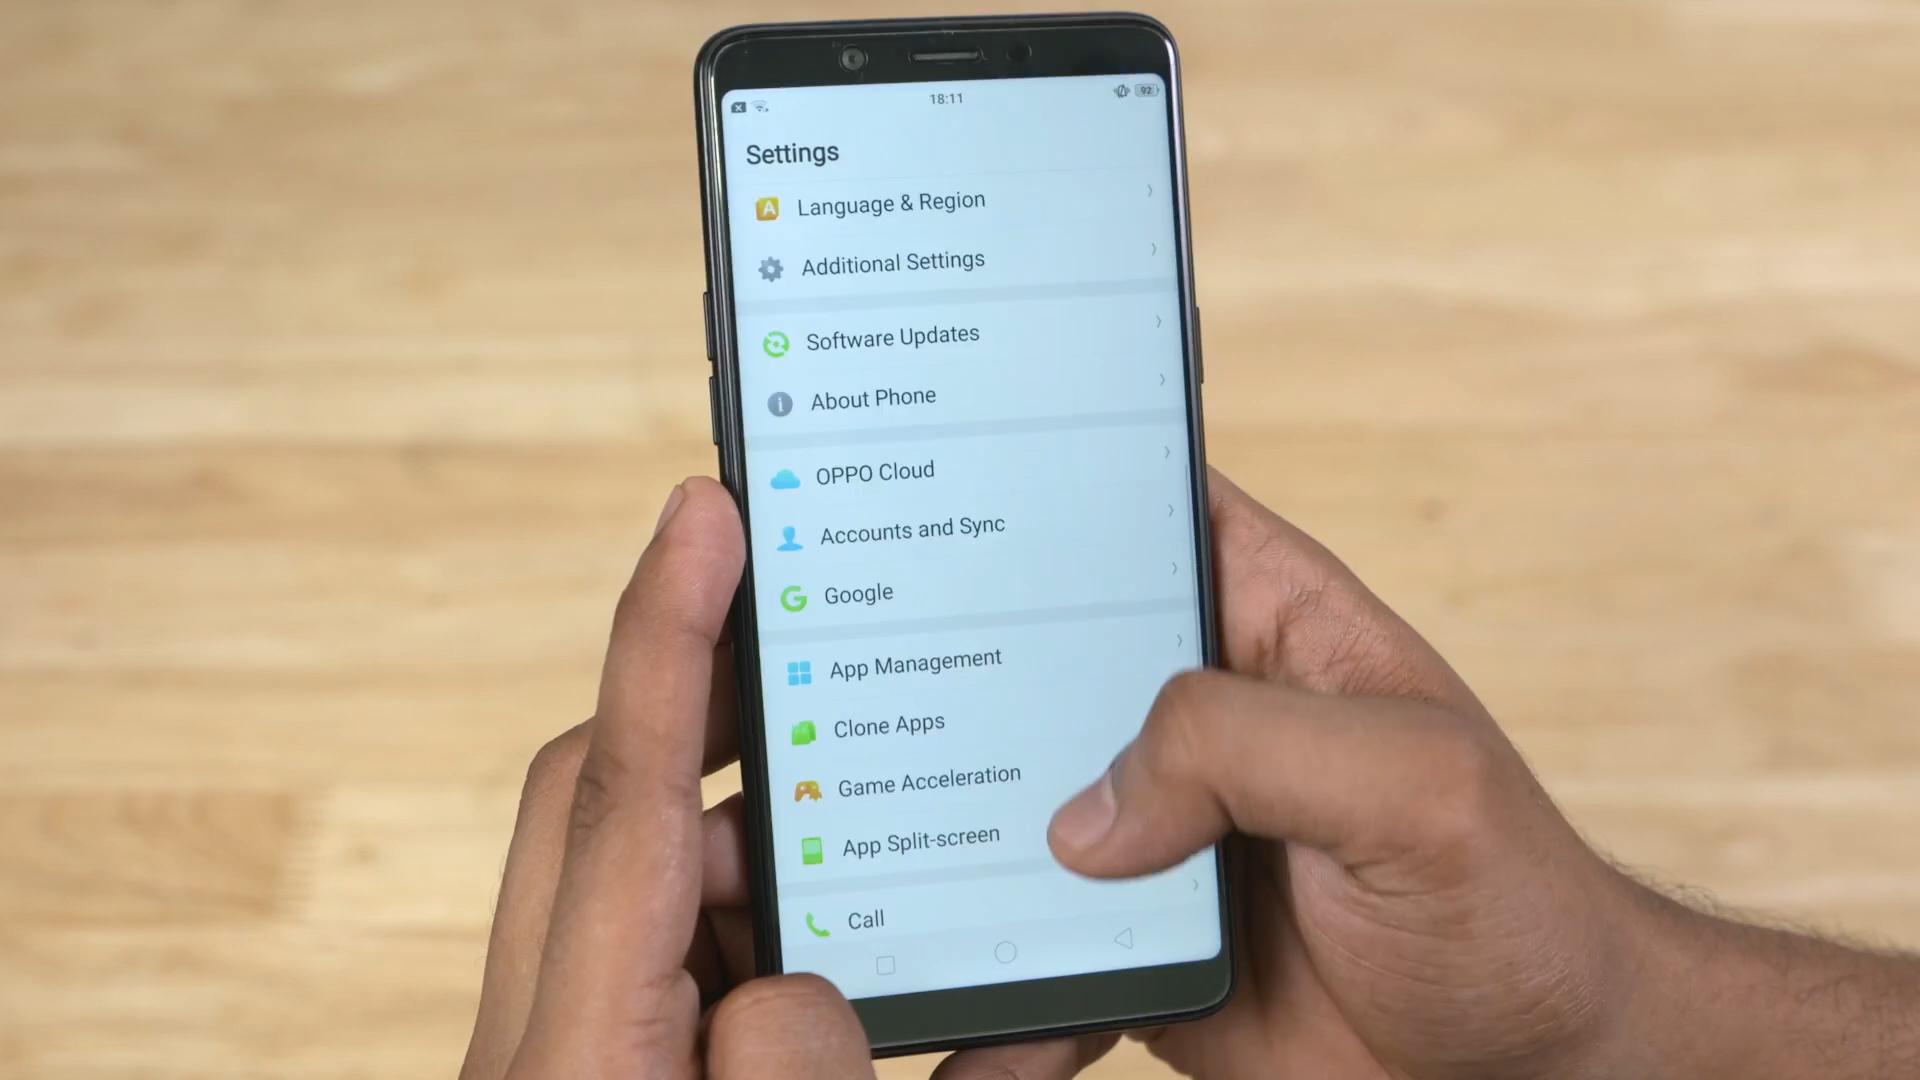 18:11
92
Settings
Language & Region
Additional Settings
Software Updates
About Phone
OPPO Cloud
Accounts and Sync
Google
App Management
Clone Apps
Game Acceleration
App Split-screen
Call